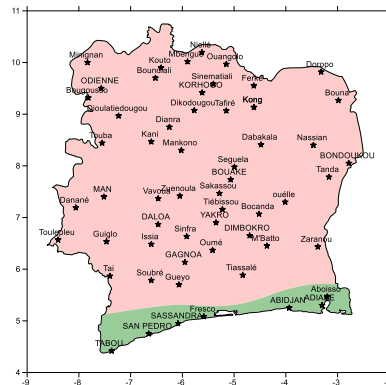 11
Niellé
Minignan
Kouto
Mbengué
Ouangolo
10
Boundiali
Doropo
ODIENNE
Sinematiali
Ferké
Bougousso
KORHOGO
Bouna
Kong
9
Gioulatiedougou
Dikodougou
Tafiré
Dianra
Touba
Kani
Mankono
Dabakala
Nassian
8
Seguela
BONDOUKOU
BOUAKE
Tanda
MAN
Vavoua
Zuenoula
Sakassou
ouélle
7
Danané
Tiébissou
Bocanda
DALOA
YAKRO
Toulepleu
Guiglo
Issia
Sinfra
DIMBOKRO
M'Batto
Zaranou
Oumé
6
GAGNOA
Tai
Soubré
Gueyo
Tiassalé
Aboisso
ABIDJAN
ADIAKE
5
Fresco
SASSANDRA
SAN PEDRO
TABOU
4
-9
-8
-7
-6
-5
-4
-3
-2